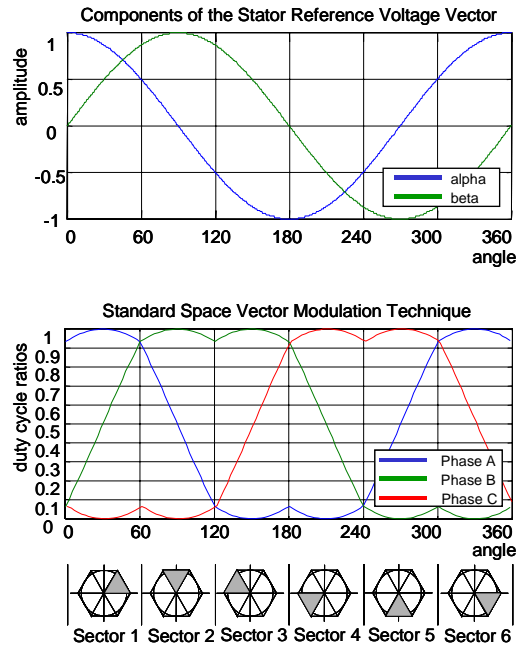 Components of the Stator Reference Voltage Vector
amplitude
1
0.5
0
-0.5
-1
alpha
beta
0 60 120 180 240 300 360
angle
Standard Space Vector Modulation Technique
duty cycle ratios
1
0.9
0.8
0.7
0.6
0.5
0.4
0.3
0.2
0.1
0
Phase A
Phase B
Phase C
0 60 120 180 240 300 360
angle
Sector 1 Sector 2 Sector 3 Sector 4 Sector 5 Sector 6